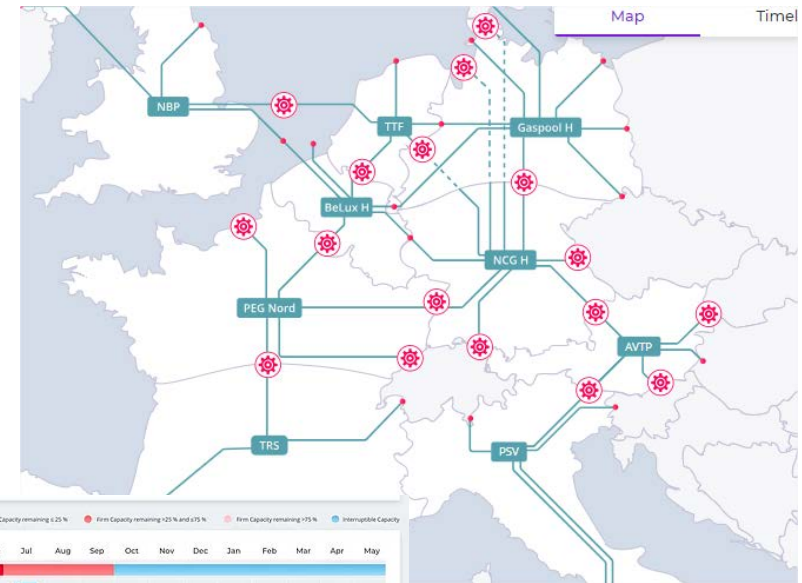 Map Timel
NBP
TTF
Gaspool H
BeLux H
NCG H
PEG Nord
AVTP
TRS
PSV
Capacity remaining ≤ 25 % Firm Capacity remaining >25 % and ≤75 % Firm Capacity remaining >75 % Interruptible Capacity
Jul Aug Sep Oct Nov Dec Jan Feb Mar Apr May